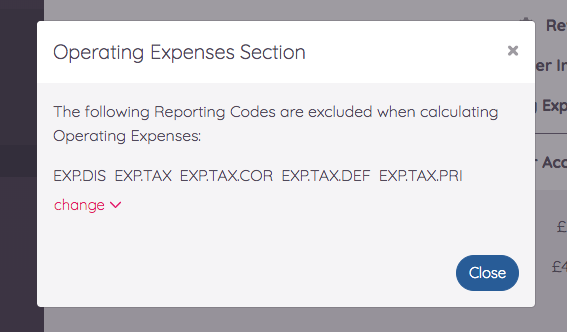 Operating Expenses Section
×
Re
er In
The following Reporting Codes are excluded when calculating
Operating Expenses:
Exp
EXP.DIS EXP.TAX EXP.TAX.COR EXP.TAX.DEF EXP.TAX.PRI
Acc
change
£
£4
Close